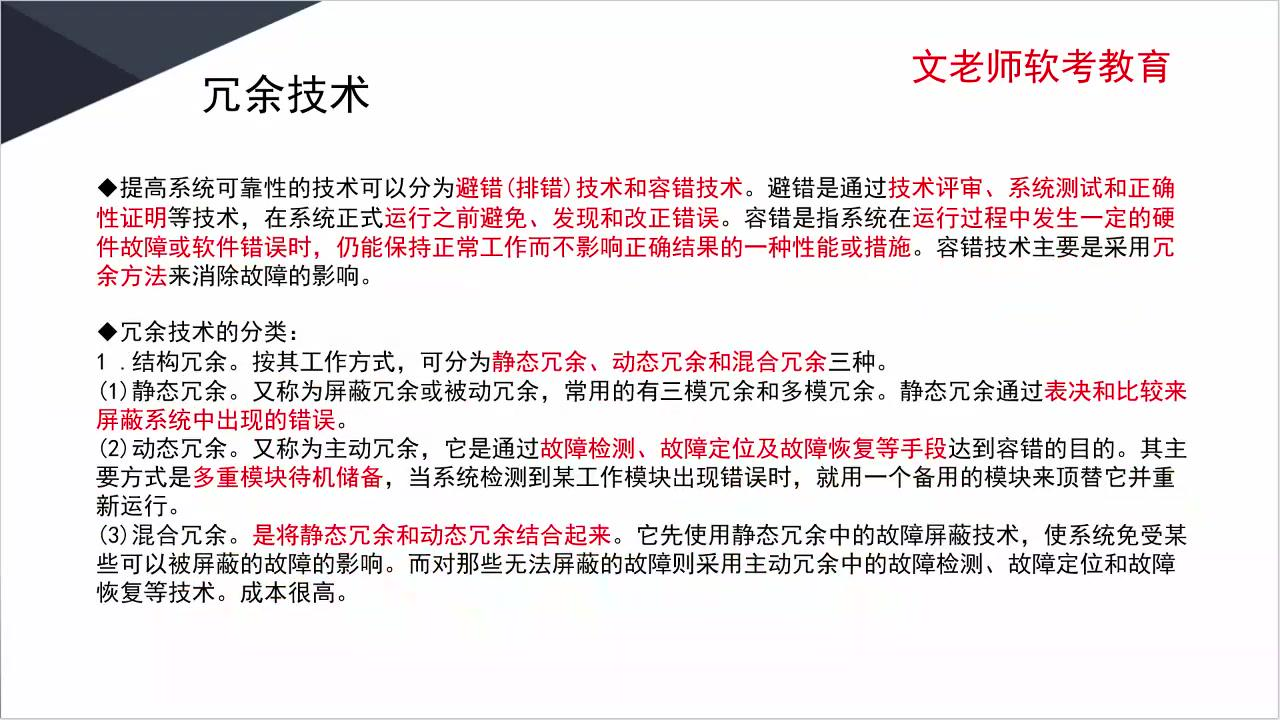 文老师软考教育
冗余技术
◆提高系统可靠性的技术可以分为避错(排错)技术和容错技术。避错是通过技术评审、系统测试和正确
性证明等技术，在系统正式运行之前避免、发现和改正错误。容错是指系统在运行过程中发生一定的硬
件故障或软件错误时，仍能保持正常工作而不影响正确结果的一种性能或措施。容错技术主要是采用冗
余方法来消除故障的影响。
◆冗余技术的分类：
1 .结构冗余。按其工作方式，可分为静态冗余、动态冗余和混合冗余三种。
(1)静态冗余。又称为屏蔽冗余或被动冗余，常用的有三模冗余和多模冗余。静态冗余通过表决和比较来
屏蔽系统中出现的错误。
(2)动态冗余。又称为主动冗余，它是通过故障检测、故障定位及故障恢复等手段达到容错的目的。其主
要方式是多重模块待机储备，当系统检测到某工作模块出现错误时，就用一个备用的模块来顶替它并重
新运行。
(3)混合冗余。是将静态冗余和动态冗余结合起来。它先使用静态冗余中的故障屏蔽技术，使系统免受某
些可以被屏蔽的故障的影响。而对那些无法屏蔽的故障则采用主动冗余中的故障检测、故障定位和故障
恢复等技术。成本很高。